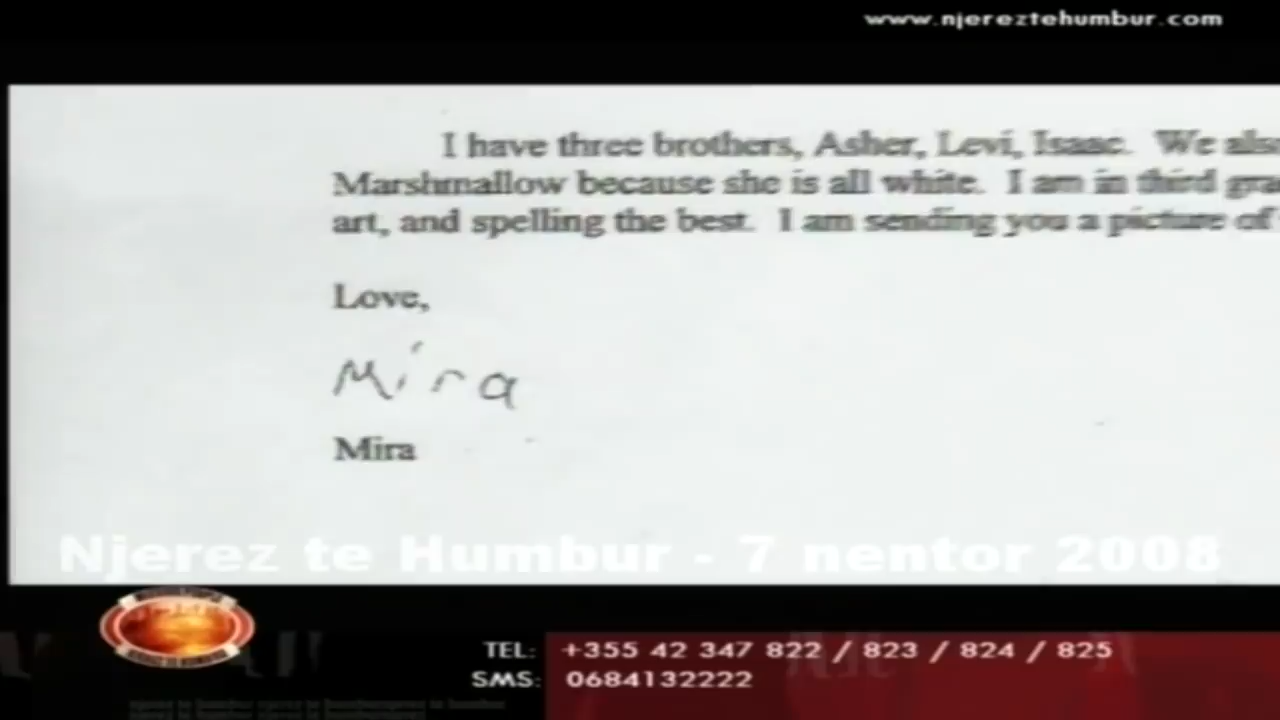 www.njereztehumbur.com
I have three brothers, Asher, Levi, Isaac. We also
Marshmallow because she is all white. I am in third gra
art, and spelling the best. I am sending you a picture of
Love,
Mira
Mira
Njerez te Humbur - 7 nentor 2008
TEL: +355 42 347 822 / 823 / 824 / 825
SMS: 0684132222